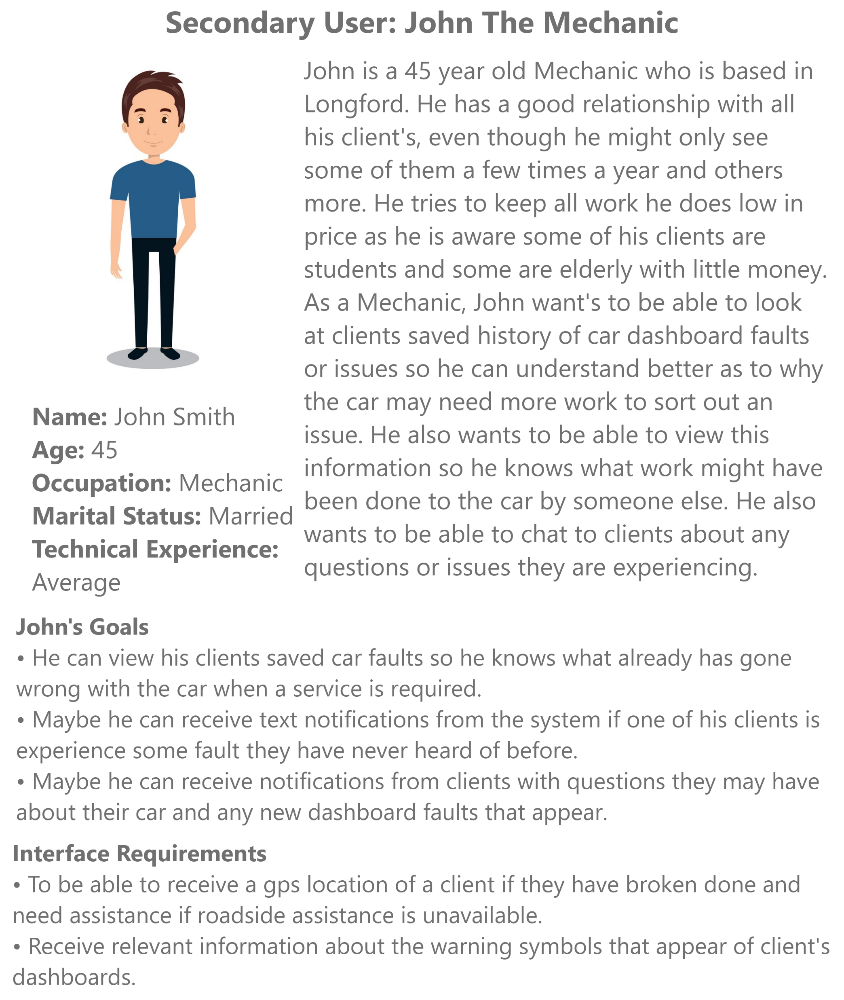 Secondary User: John The Mechanic
John is a 45 year old Mechanic who is based in
Longford. He has a good relationship with all
his client's, even though he might only see
some of them a few times a year and others
more. He tries to keep all work he does low in
price as he is aware some of his clients are
students and some are elderly with little money.
As a Mechanic, John want's to be able to look
at clients saved history of car dashboard faults
or issues so he can understand better as to why
the car may need more work to sort out an
issue. He also wants to be able to view this
information so he knows what work might have
been done to the car by someone else. He also
wants to be able to chat to clients about any
questions or issues they are experiencing.
Name: John Smith
Age: 45
Occupation: Mechanic
Marital Status: Married
Technical Experience:
Average
John's Goals
• He can view his clients saved car faults so he knows what already has gone
wrong with the car when a service is required.
• Maybe he can receive text notifications from the system if one of his clients is
experience some fault they have never heard of before.
• Maybe he can receive notifications from clients with questions they may have
about their car and any new dashboard faults that appear.
Interface Requirements
• To be able to receive a gps location of a client if they have broken done and
need assistance if roadside assistance is unavailable.
• Receive relevant information about the warning symbols that appear of client's
dashboards.